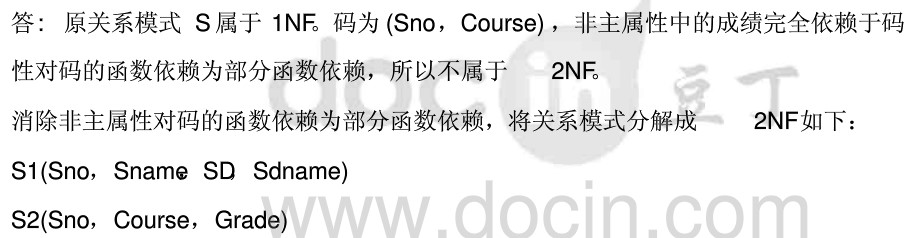 答：原关系模式 S属于 1NF。码为(Sno，Course)，非主属性中的成绩完全依赖于码
性对码的函数依赖为部分函数依赖，所以不属于 2NF。
消除非主属性对码的函数依赖为部分函数依赖，将关系模式分解成 2NF如下：
S1(Sno，Sname，SD，Sdname)
S2(Sno，Course，Grade)
docin 豆丁
www.docin.com